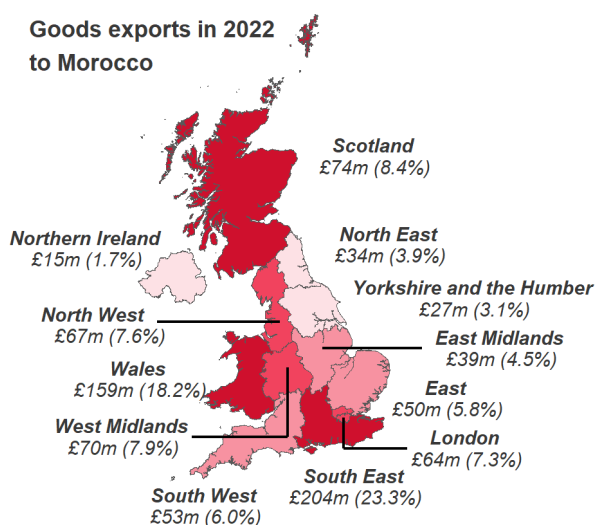 Goods exports in 2022
to Morocco
Scotland
£74m (8.4%)
Northern Ireland
£15m (1.7%)
North East
£34m (3.9%)
Yorkshire and the Humber
£27m (3.1%)
North West
£67m (7.6%)
East Midlands
£39m (4.5%)
Wales
£159m (18.2%)
East
£50m (5.8%)
West Midlands
£70m (7.9%)
London
£64m (7.3%)
South East
£204m (23.3%)
South West
£53m (6.0%)